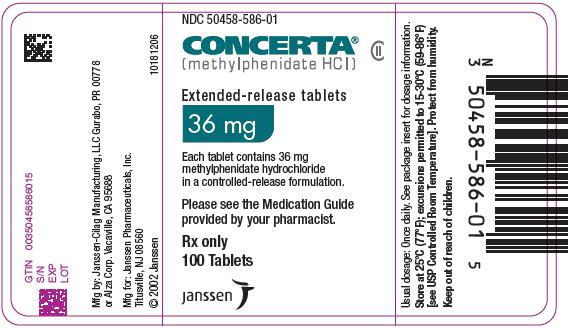 GTIN 00350458586015
S/N
EXP
LOT
Mfg by: Janssen-Cilag Manufacturing, LLC Gurabo, PR 00778
or Alza Corp. Vacaville, CA 95688
Mfg for: Janssen Pharmaceuticals, Inc.
Titusville, NJ 08560
© 2002 Janssen
10181206
NDC 50458-586-01
CONCERTA® CII
(methylphenidate HCl)
Extended-release tablets
36 mg
Each tablet contains 36 mg
methylphenidate hydrochloride
in a controlled-release formulation.
Please see the Medication Guide
provided by your pharmacist.
Rx only
100 Tablets
janssen
Usual dosage: Once daily. See package insert for dosage information.
Store at 25°C (77°F); excursions permitted to 15-30°C (59-86°F)
[see USP Controlled Room Temperature]. Protect from humidity.
Keep out of reach of children.
N
3 50458-586-01 5